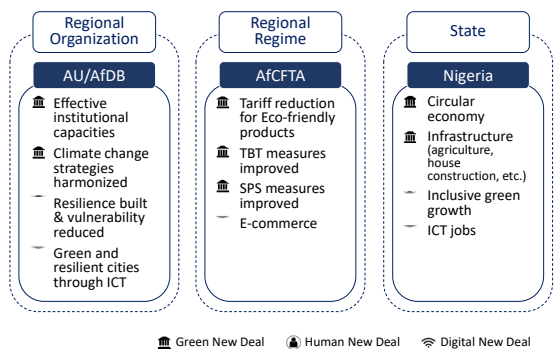 Regional
Organization
AU/AfDB
Effective
institutional
capacities
Climate change
strategies
harmonized
Resilience built
& vulnerability
reduced
Green and
resilient cities
through ICT
Regional
Regime
AfCFTA
Tariff reduction
for Eco-friendly
products
TBT measures
improved
SPS measures
improved
E-commerce
State
Nigeria
Circular
economy
Infrastructure
(agriculture,
house
construction, etc.)
Inclusive green
growth
ICT jobs
Green New Deal
Human New Deal
Digital New Deal